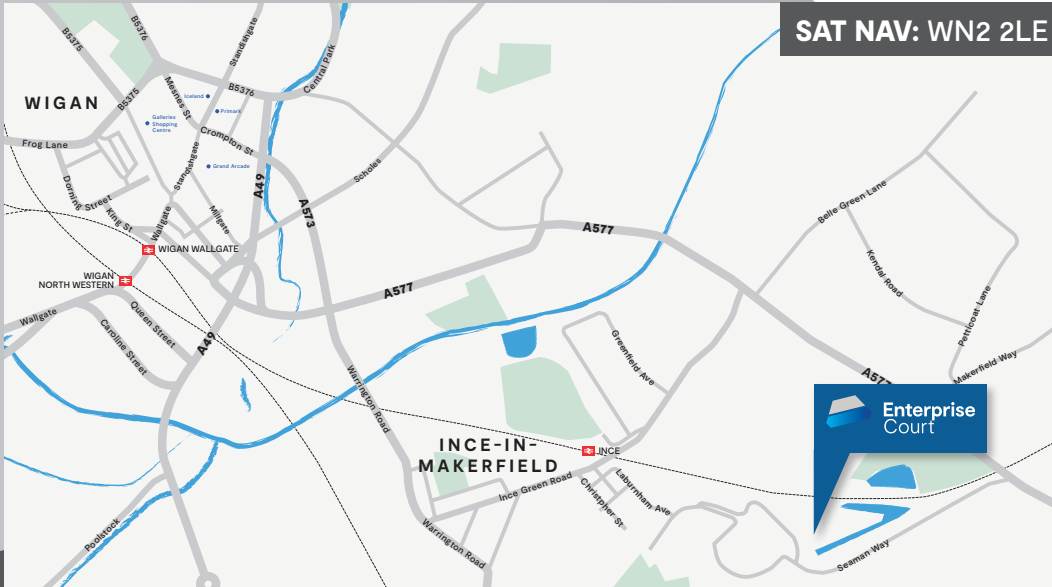 SAT NAV: WN2 2LE
B5375
B5376
Standishgate
Central Park
WIGAN
B5375
Mesnes St
Iceland
B5376
Primark
Galleries
Shopping
Centre
Crompton St
Frog Lane
Standishgate
Grand Arcade
Scholes
A49
A573
Dorning Street
King St
Wallgate
Millgate
Belle Green Lane
A577
WIGAN WALLGATE
WIGAN
NORTH WESTERN
Kendal Road
A577
Wallgate
Queen Street
Caroline Street
A49
Petticoat Lane
Greenfield Ave
Makerfield Way
A577
Warrington Road
Enterprise
Court
INCE-IN-
MAKERFIELD
INCE
Ince Green Road
Christpher St
Laburnham, Ave
Poolstock
Warrington Road
Seaman Way